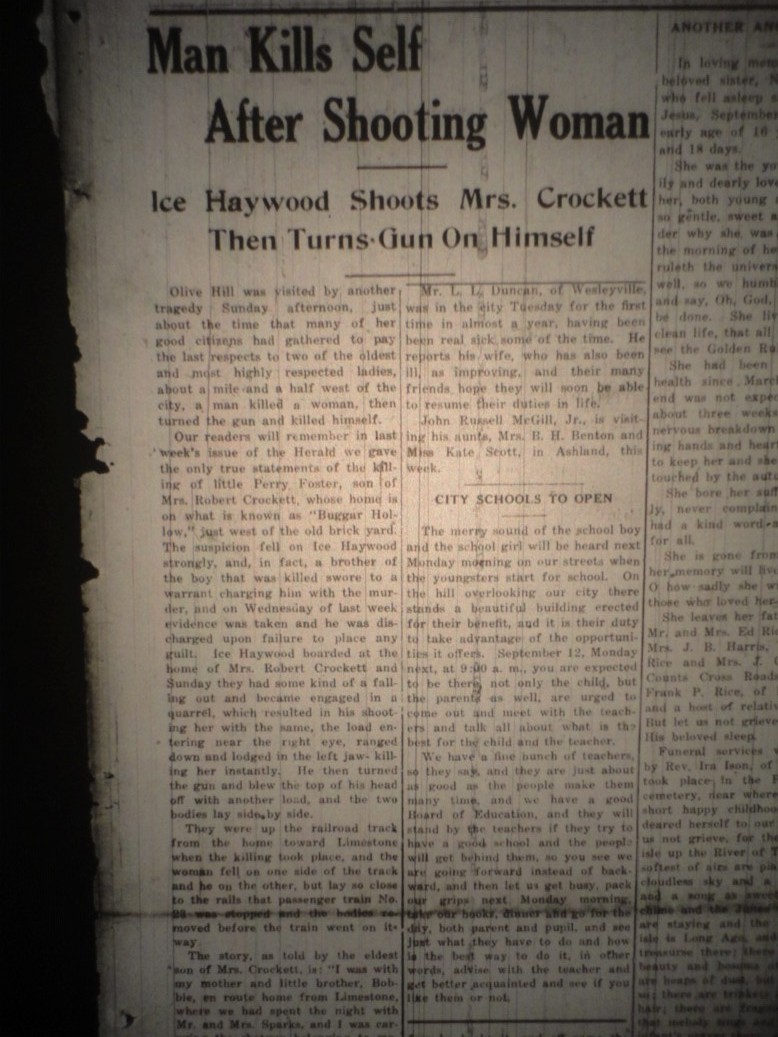 Man Kills Self
After Shooting Woman
Ice Haywood Shoots Mrs. Crockett
Then Turns Gun On Himself
Olive Hill was visited by another
tragedy Sunday afternoon, just
about the time that many of her
good citizens had gathered to pay
the last respects to two of the oldest
and most highly respected ladies,
about a mile and a half west of the
city, a man killed a woman, then
turned the gun and killed himself.
Our readers will remember in last
week's issue of the Herald we gave
the only true statements of the kill-
ing of little Perry Foster, son of
Mrs. Robert Crockett, whose home is
on what is known as "Buggar Hol-
low," just west of the old brick yard.
The suspicion fell on Ice Haywood
strongly, and, in fact, a brother of
the boy that was killed swore to a
warrant charging him with the mur-
der, and on Wednesday of last week
evidence was taken and he was dis-
charged upon failure to place any
guilt. Ice Haywood boarded at the
home of Mrs. Robert Crockett and
Sunday they had some kind of a fall-
ing out and became engaged in a
quarrel, which resulted in his shoot-
ing her with the same, the load en-
tering near the right eye, ranged
down and lodged in the left jaw- kill-
ing her instantly. He then turned
the gun and blew the top of his head
off with another load, and the two
bodies lay side by side.
They were up the railroad track
from the home toward Limestone
when the killing took place, and the
woman fell on one side of the track
and he on the other, but lay so close
to the rails that passenger train No.
was stopped and the bodies re-
moved before the train went on its
way
The story, as told by the eldest
son of Mrs. Crockett, is: "I was with
my mother and little brother, Bob-
bie, en route home from Limestone,
where we had spent the night with
Mr. and Mrs. Sparks, and I was car-
Mr. L. L. Duncan, of Wesleyville,
was in the city Tuesday for the first
time in almost a year, having been
been real sick some of the time. He
reports his wife, who has also been
ill, as improving, and their many
friends hope they will soon be able
to resume their duties in life.
John Russell McGill, Jr., is visit-
ing his aunts, Mrs. B. H. Benton and
Miss Kate Scott, in Ashland, this
week.
CITY SCHOOLS TO OPEN
The merry sound of the school boy
and the school girl will be heard next
Monday morning on our streets when
the youngsters start for school. On
the hill overlooking our city there
stands a beautiful building erected
for their benefit, and it is their duty
to take advantage of the opportuni-
ties it offers. September 12, Monday
next, at 9:00 a. m., you are expected
to be there, not only the child, but
the parents as well, are urged to
come out and meet with the teach-
ers and talk all about what is the
best for the child and the teacher.
We have a fine bunch of teachers,
so they say, and they are just about
as good as the people make them
many time, and we have a good
Board of Education, and they will
stand by the teachers if they try to
have a good school and the people
will get behind them, so you see we
are going forward instead of back-
ward, and then let us get busy, pack
our grips next Monday morning,
take our books, dinner and go for the
day, both parent and pupil, and see
just what they have to do and how
is the best way to do it, in other
words, advise with the teacher and
get better acquainted and see if you
like them or not.
ANOTHER
In loving mem
beloved sister,
who fell asleep
Jesus, September
early age of 16
and 18 days.
She was the yo
ily and dearly love
her, both young
so gentle, sweet a
der why she was
the morning of he
ruleth the univers
well, so we humb
and say, Oh, God,
be done. She liv
clean life, that all
see the Golden Ru
She had been
health since March
end was not expec
about three weeks
nervous breakdown
ing hands and heart
to keep her and she
touched by the auto
She bore her suff
ly, never complain
had a kind word
for all.
She is gone from
her memory will live
O how sadly she w
those who loved her
She leaves her fat
Mr. and Mrs. Ed Ric
Mrs. J. B. Harris,
Rice and Mrs. J. C
Counts Cross Roads
Frank P. Rice, of
and a host of relativ
But let us not grieve
His beloved sleep.
Funeral services
by Rev. Ira Ison, of
took place in the
cemetery, near where
short happy childhoo
deared herself to our
us not grieve, for the
isle up the River of T
softest of airs are pla
cloudless sky and a
and a song as sweet
are staying and the
isle is Long Ago, and
treasure there; there
beauty and bosoms
are heaps of dust, but